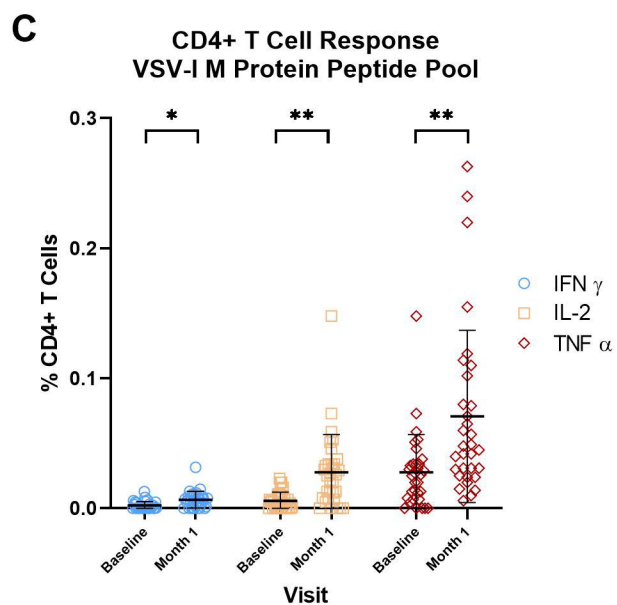 C
CD4+ T Cell Response
VSV-I M Protein Peptide Pool
% CD4+ T Cells
0.3
0.2
0.1
0.0
*
**
**
Baseline
Month 1
Baseline
Month 1
Baseline
Month 1
Visit
IFN γ
IL-2
TNF α